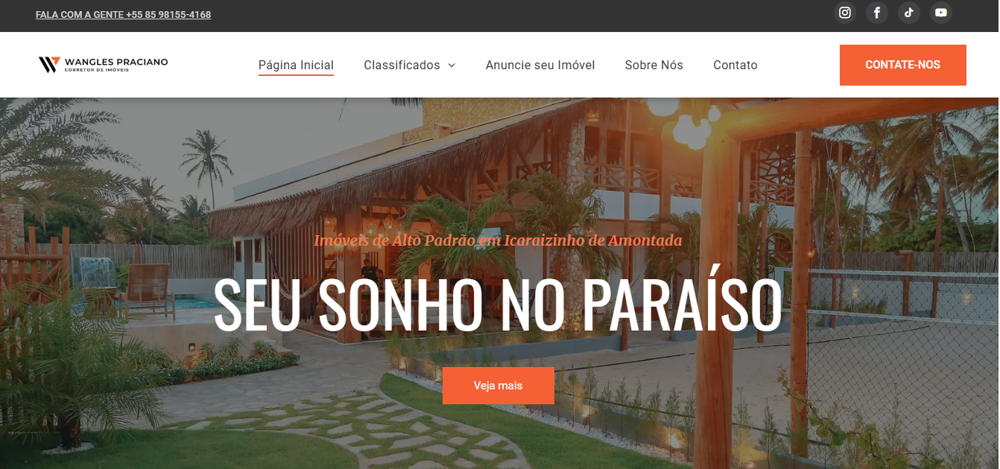 FALA COM A GENTE +55 85 98155-4168
WANGLES PRACIANO
CORRETOR DE IMÓVEIS
Página Inicial
Classificados
Anuncie seu Imóvel
Sobre Nós
Contato
CONTATE-NOS
Imóveis de Alto Padrão em Icaraizinho de Amontada
SEU SONHO NO PARAÍSO
Veja mais